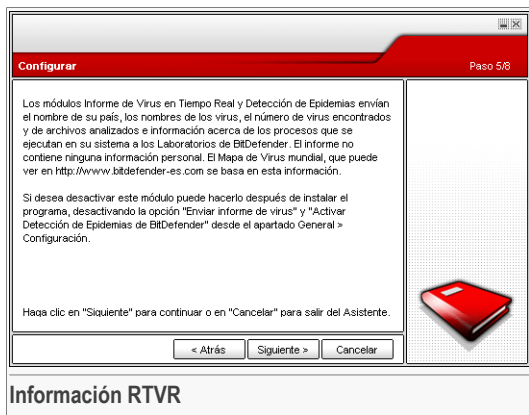 Configurar
Paso 5/8
Los módulos Informe de Virus en Tiempo Real y Detección de Epidemias envían
el nombre de su país, los nombres de los virus, el número de virus encontrados
y de archivos analizados e información acerca de los procesos que se
ejecutan en su sistema a los Laboratorios de BitDefender. El informe no
contiene ninguna información personal. El Mapa de Virus mundial, que puede
ver en http://www.bitdefender-es.com se basa en esta información.
Si desea desactivar este módulo puede hacerlo después de instalar el
programa, desactivando la opción "Enviar informe de virus" y "Activar
Detección de Epidemias de BitDefender" desde el apartado General >
Configuración.
Haga clic en "Siguiente" para continuar o en "Cancelar" para salir del Asistente.
< Atrás
Siguiente >
Cancelar
Información RTVR